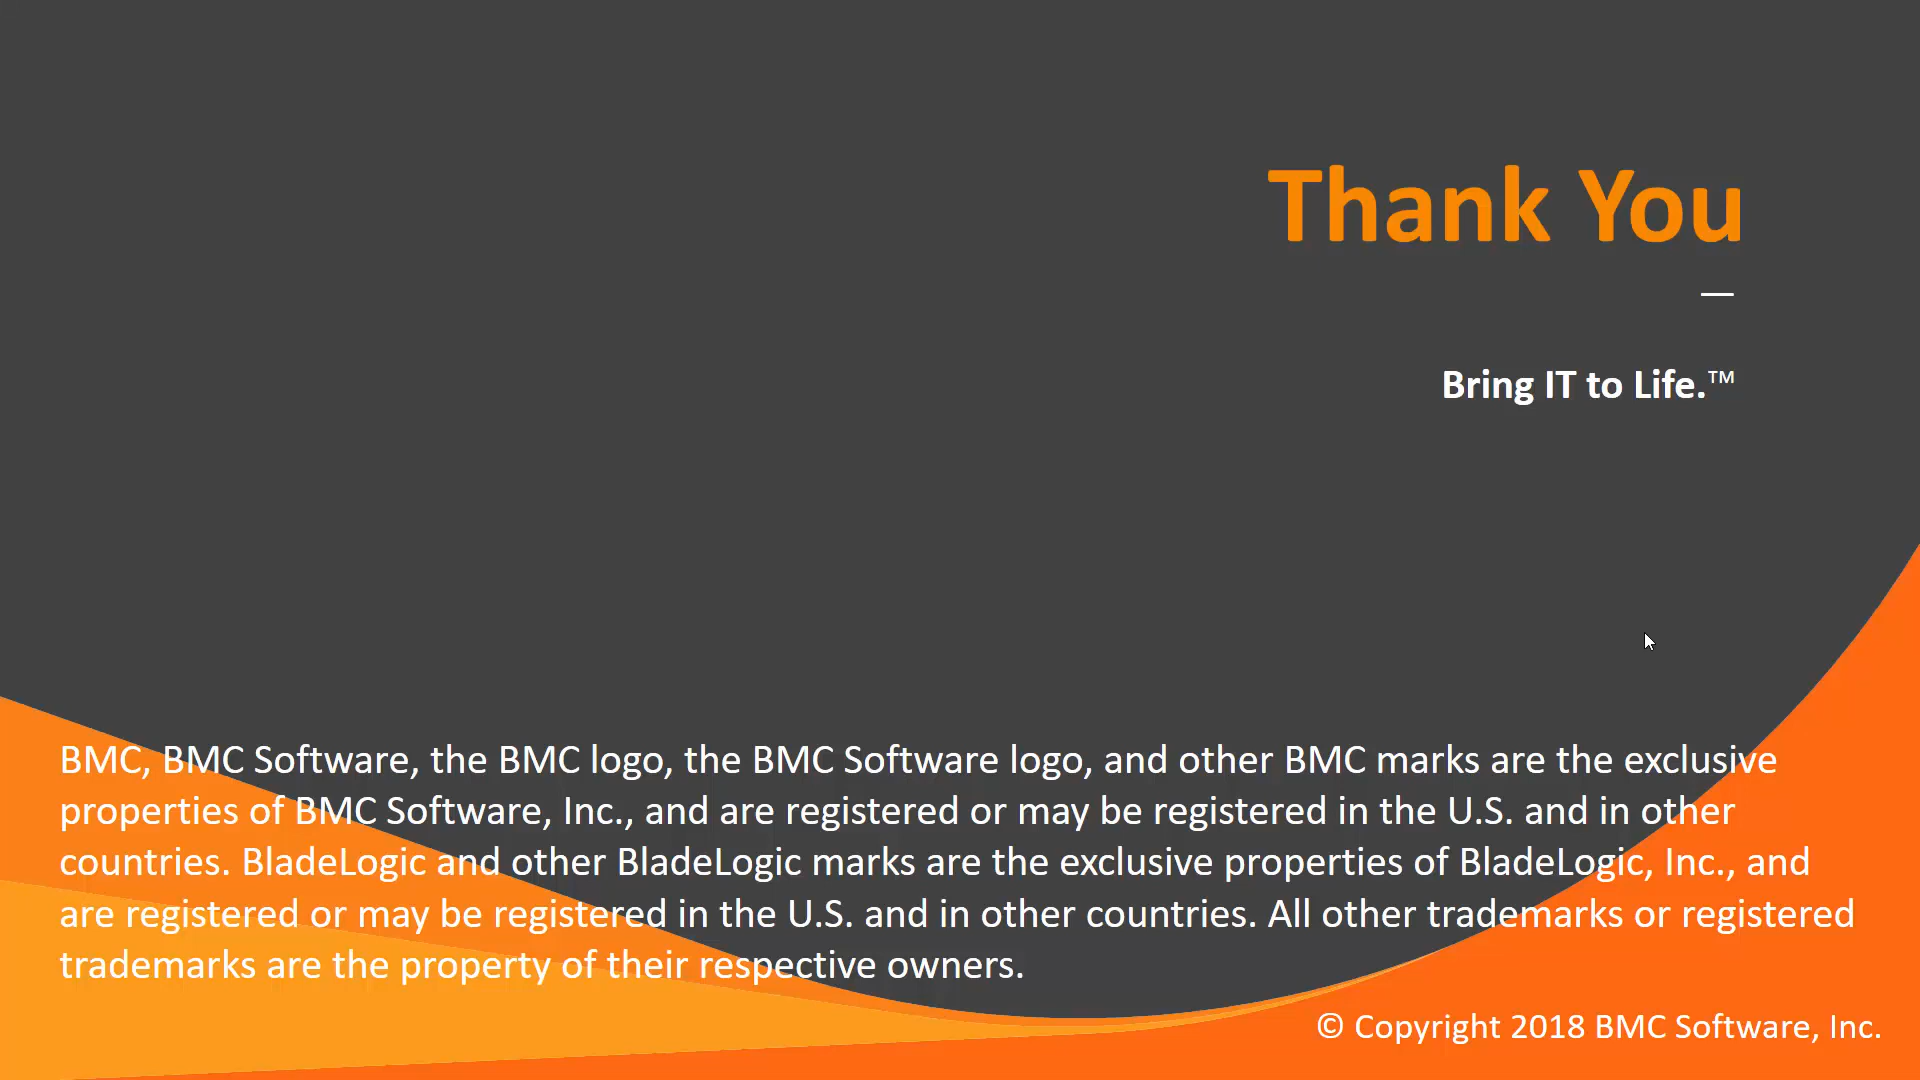 Thank You
Bring IT to Life.™
BMC, BMC Software, the BMC logo, the BMC Software logo, and other BMC marks are the exclusive
properties of BMC Software, Inc., and are registered or may be registered in the U.S. and in other
countries. BladeLogic and other BladeLogic marks are the exclusive properties of BladeLogic, Inc., and
are registered or may be registered in the U.S. and in other countries. All other trademarks or registered
trademarks are the property of their respective owners.
© Copyright 2018 BMC Software, Inc.